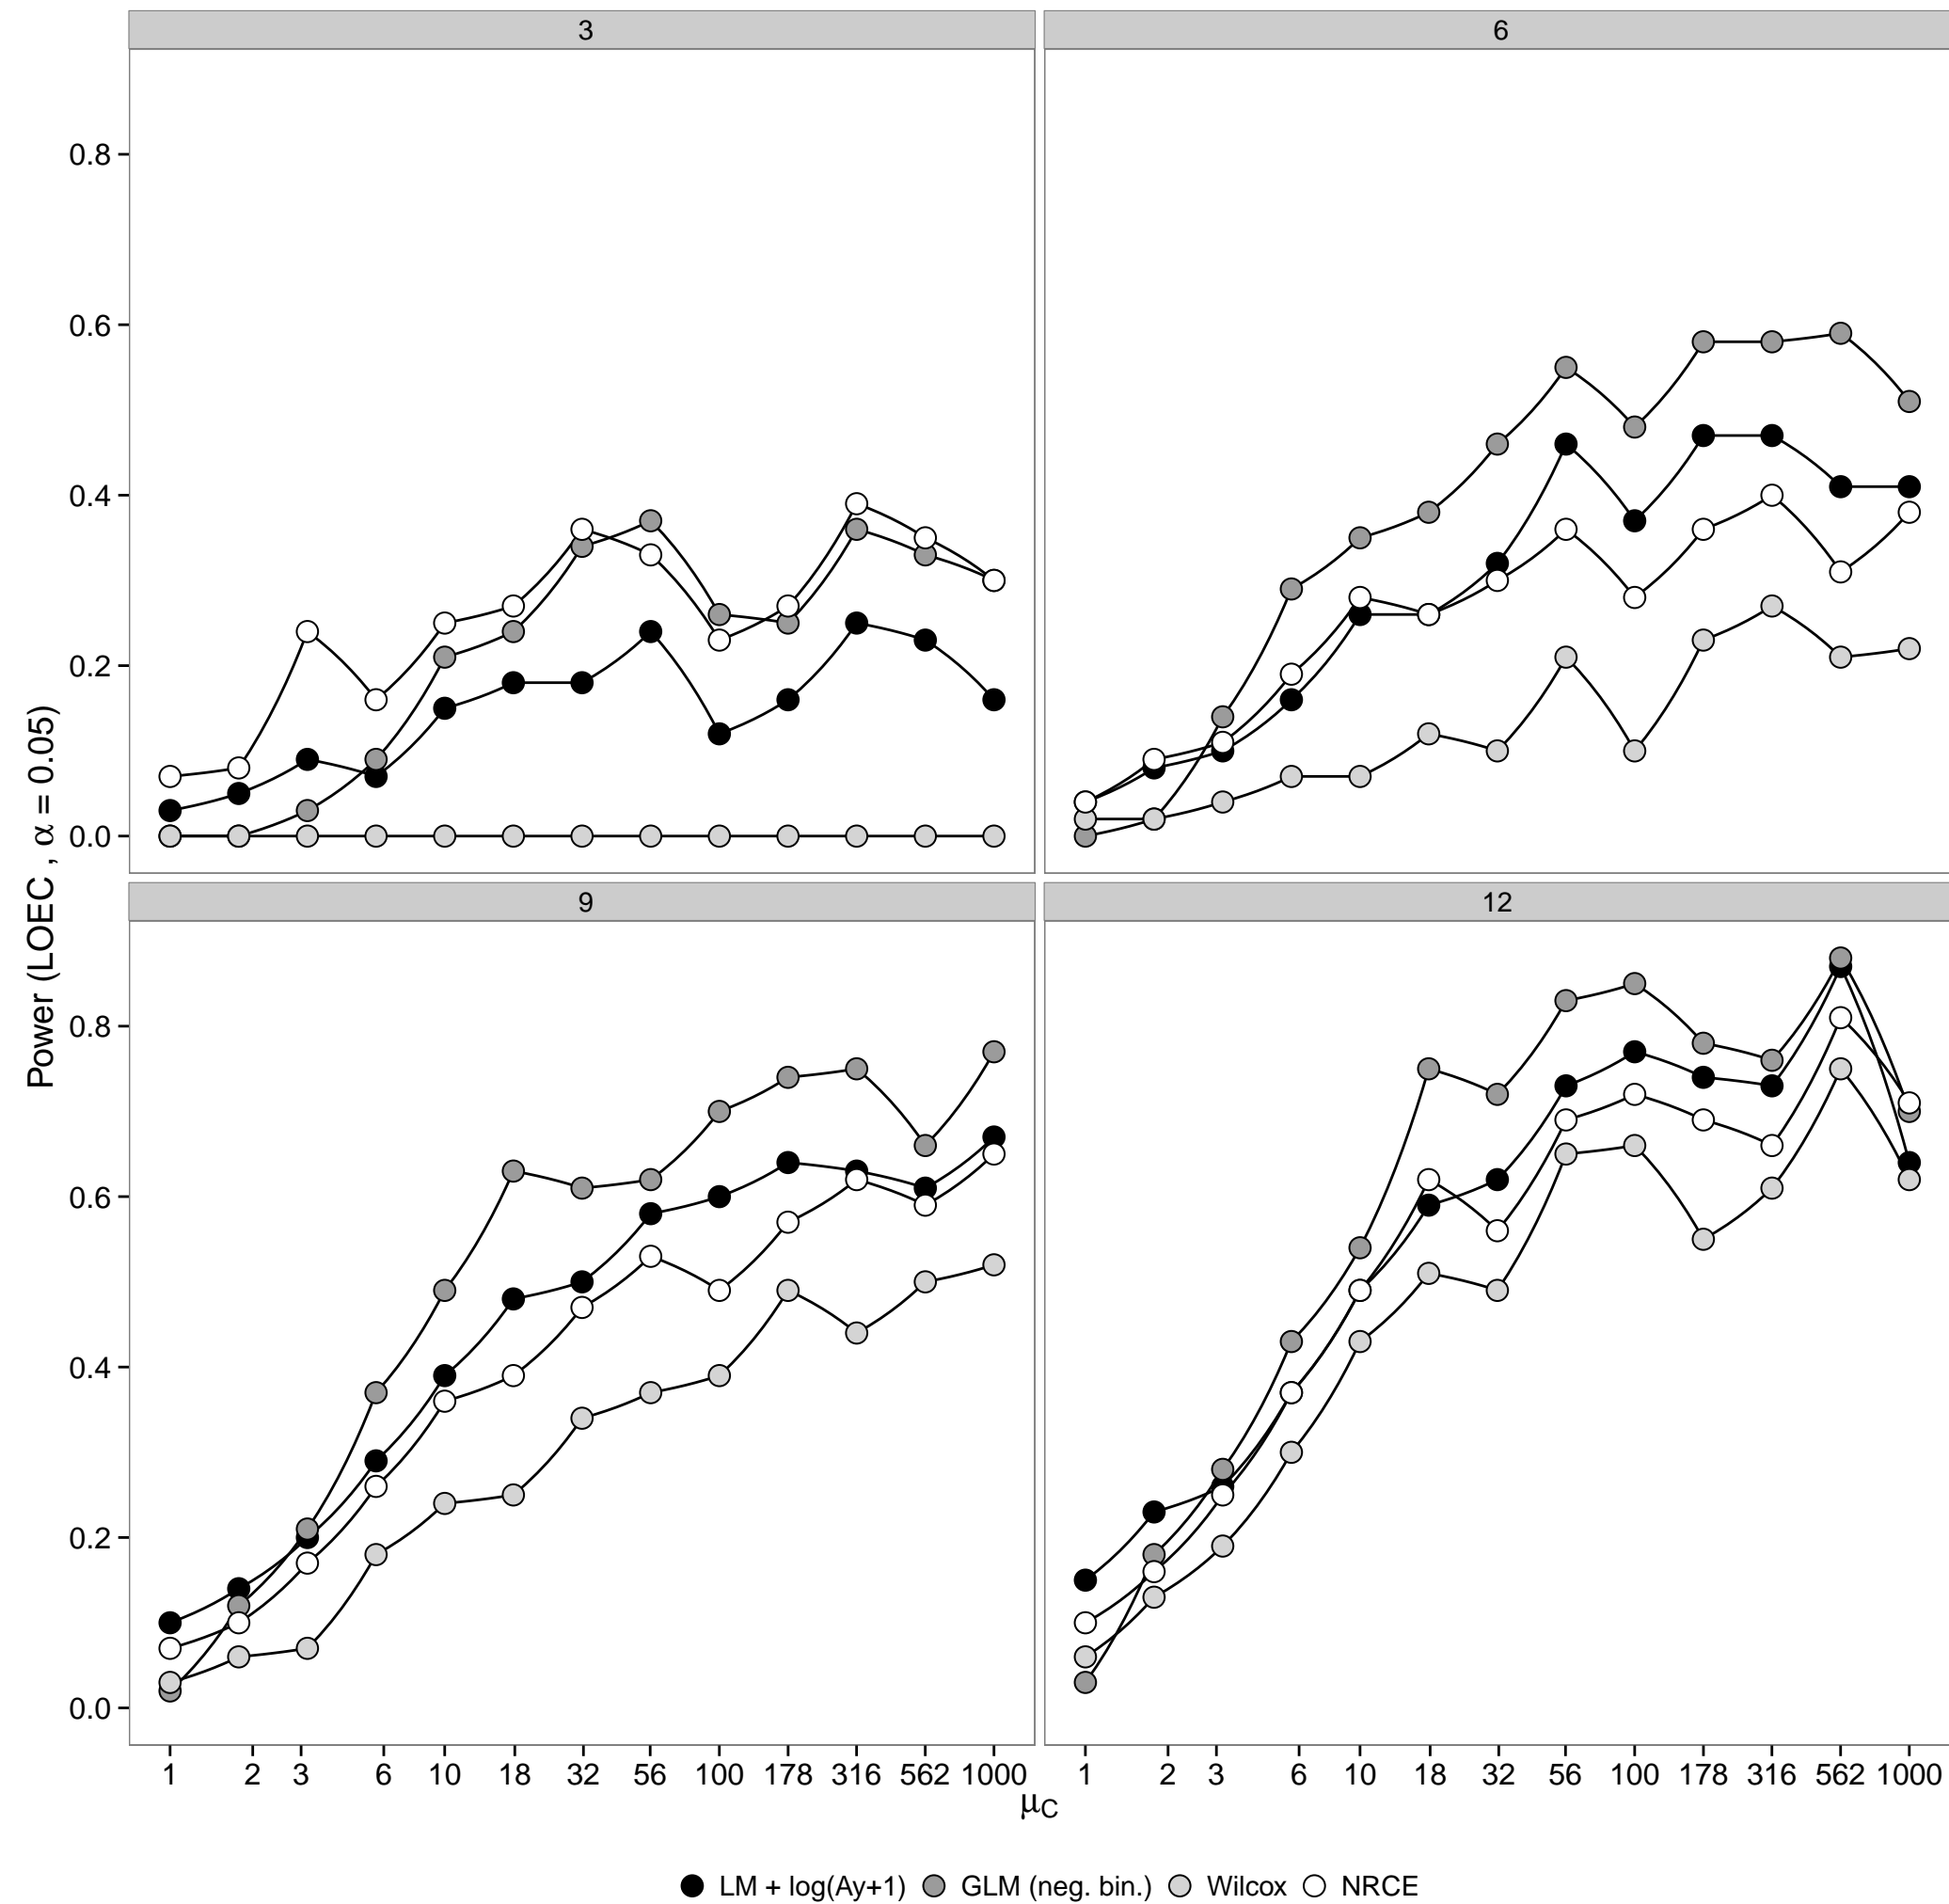 3
6
0.8
0.6
0.4
0.2
0.0
Power (LOEC , α = 0.05)
9
12
0.8
0.6
0.4
0.2
0.0
1 2 3 6 10 18 32 56 100 178 316 562 1000
1 2 3 6 10 18 32 56 100 178 316 562 1000
μC
LM + log(Ay+1) GLM (neg. bin.) Wilcox NRCE